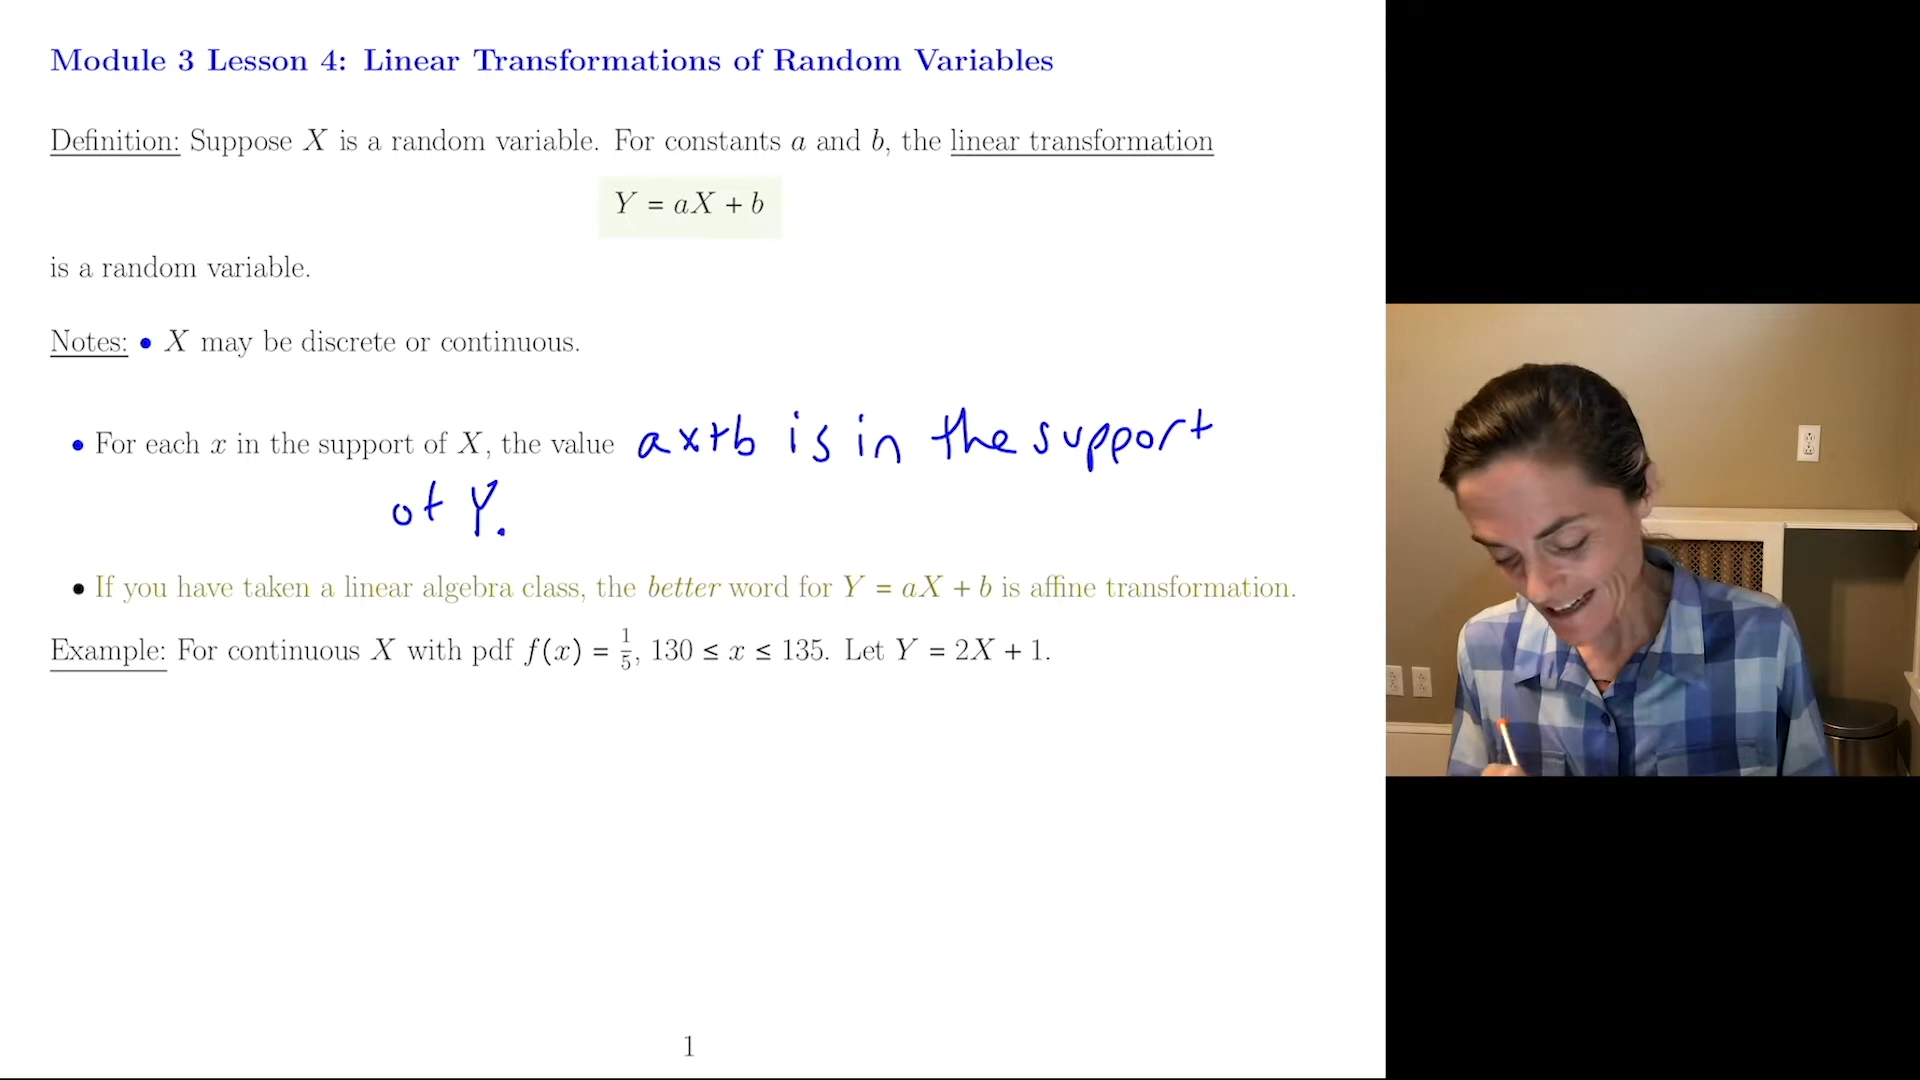 Module 3 Lesson 4: Linear Transformations of Random Variables
Definition: Suppose X is a random variable. For constants a and b, the linear transformation
Y = aX + b
is a random variable.
Notes: • X may be discrete or continuous.
• For each x in the support of X, the value ax+b is in the support
of Y.
• If you have taken a linear algebra class, the better word for Y = aX + b is affine transformation.
Example: For continuous X with pdf f(x) = 1/5, 130 ≤ x ≤ 135. Let Y = 2X + 1.
1